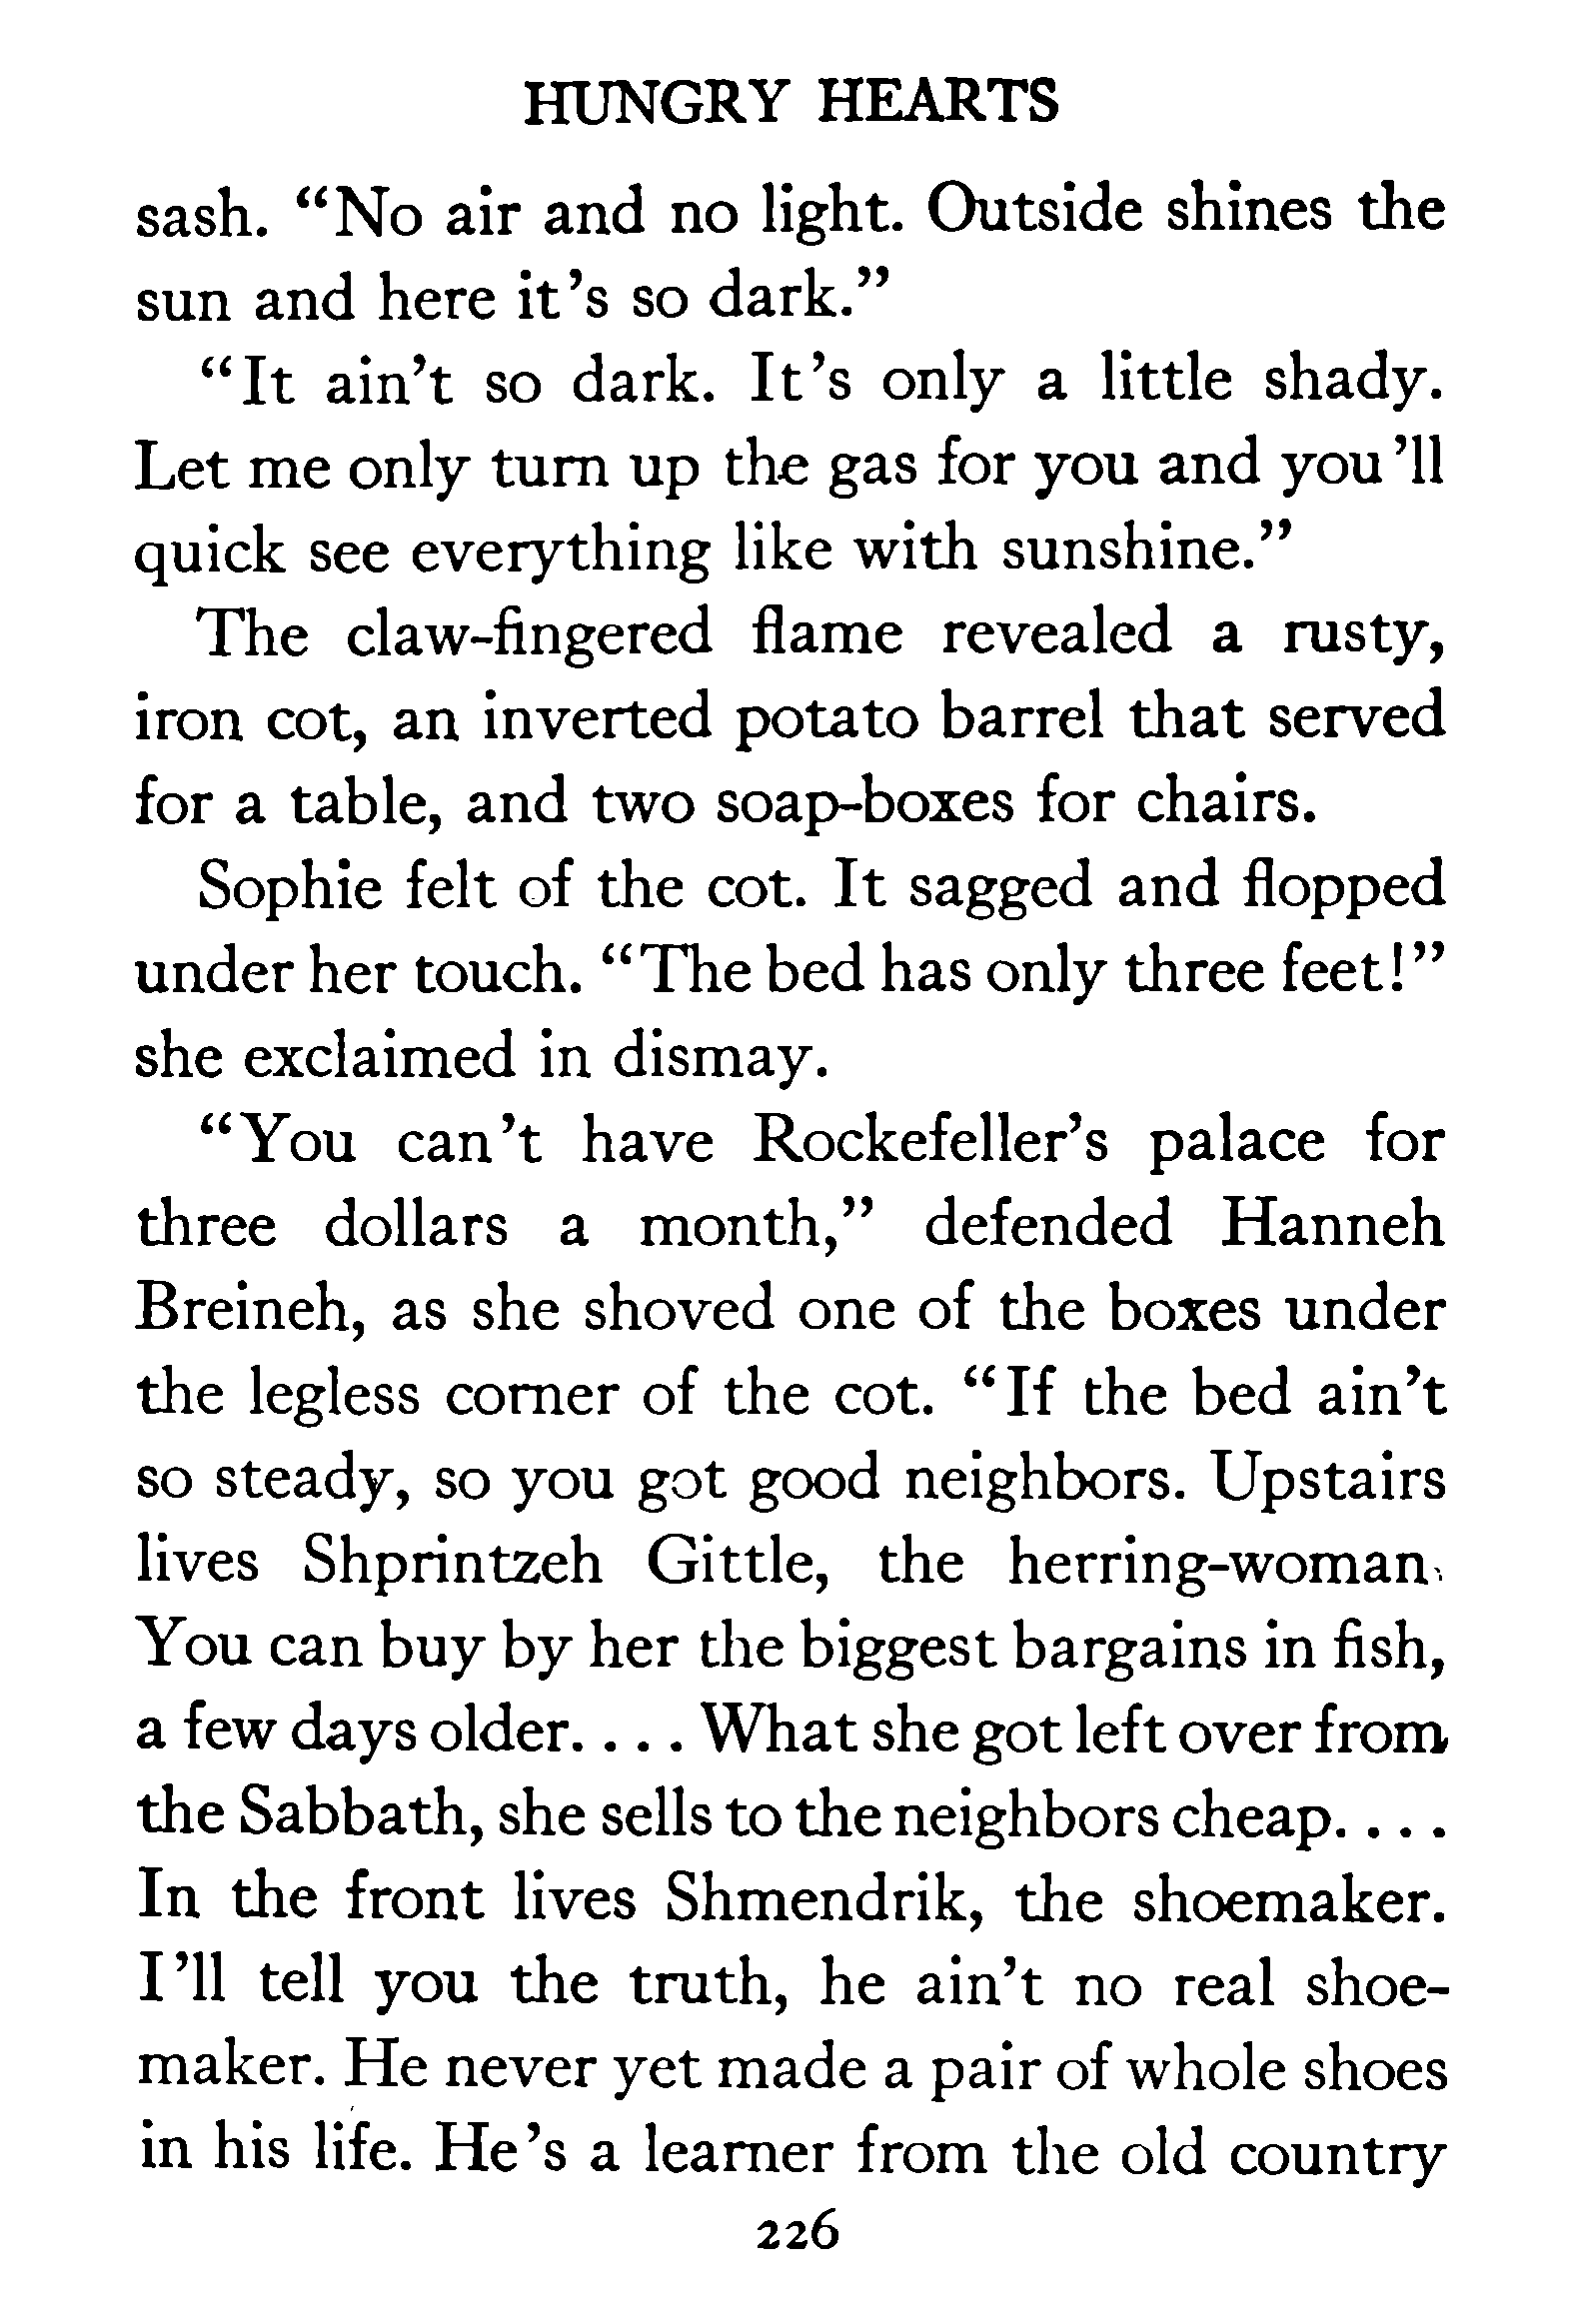 HUNGRY HEARTS
sash. “No air and no light. Outside shines the
sun and here it’s so dark.”
“It ain’t so dark. It’s only a little shady.
Let me only turn up the gas for you and you’ll
quick see everything like with sunshine.”
The claw-fingered flame revealed a rusty,
iron cot, an inverted potato barrel that served
for a table, and two soap-boxes for chairs.
Sophie felt of the cot. It sagged and flopped
under her touch. “The bed has only three feet!”
she exclaimed in dismay.
“You can’t have Rockefeller’s palace for
three dollars a month,” defended Hanneh
Breineh, as she shoved one of the boxes under
the legless corner of the cot. “If the bed ain’t
so steady, so you got good neighbors. Upstairs
lives Shprintzeh Gittle, the herring-woman.
You can buy by her the biggest bargains in fish,
a few days older. . . . What she got left over from
the Sabbath, she sells to the neighbors cheap. . . .
In the front lives Shmendrik, the shoemaker.
I’ll tell you the truth, he ain’t no real shoe-
maker. He never yet made a pair of whole shoes
in his life. He’s a learner from the old country
226